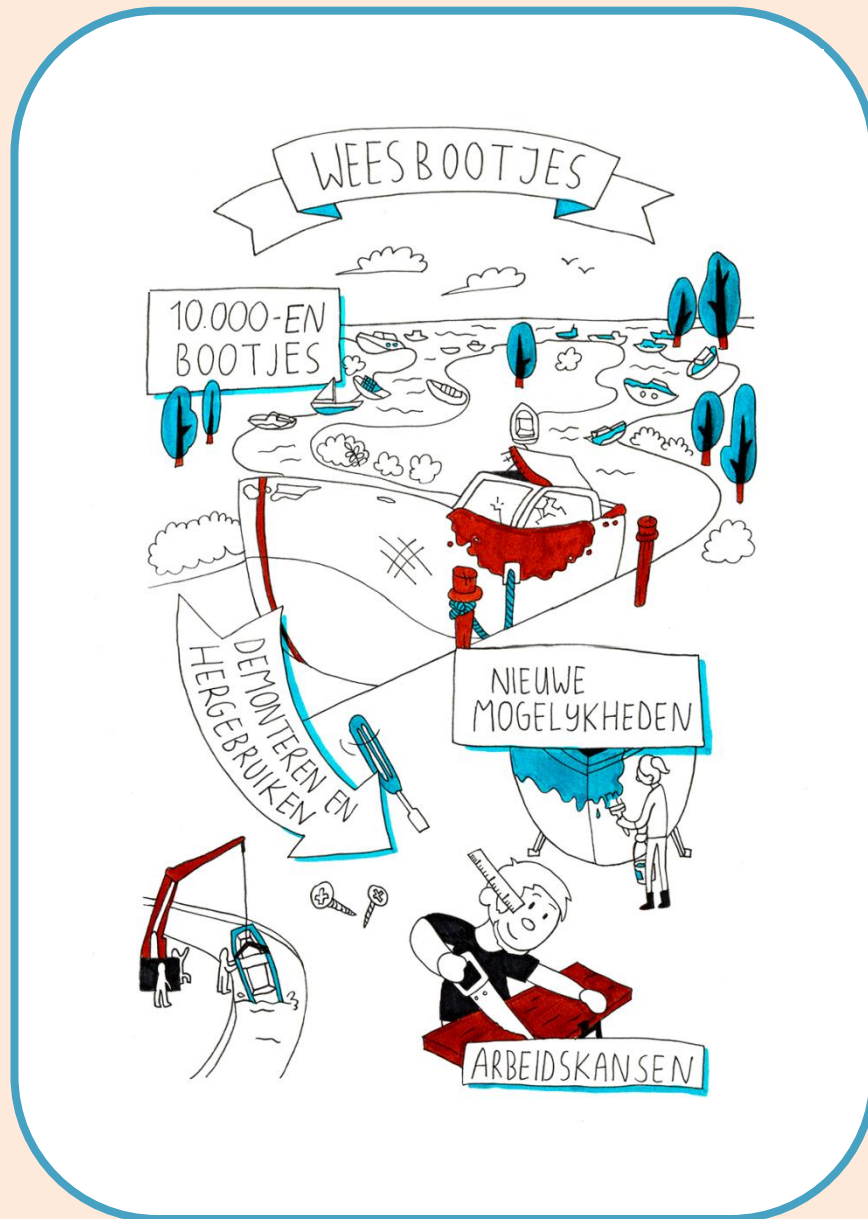 WEESBOOTJES
10.000-EN
BOOTJES
DEMONTEREN EN
HERGEBRUIKEN
NIEUWE
MOGELYKHEDEN
ARBEIDSKANSEN